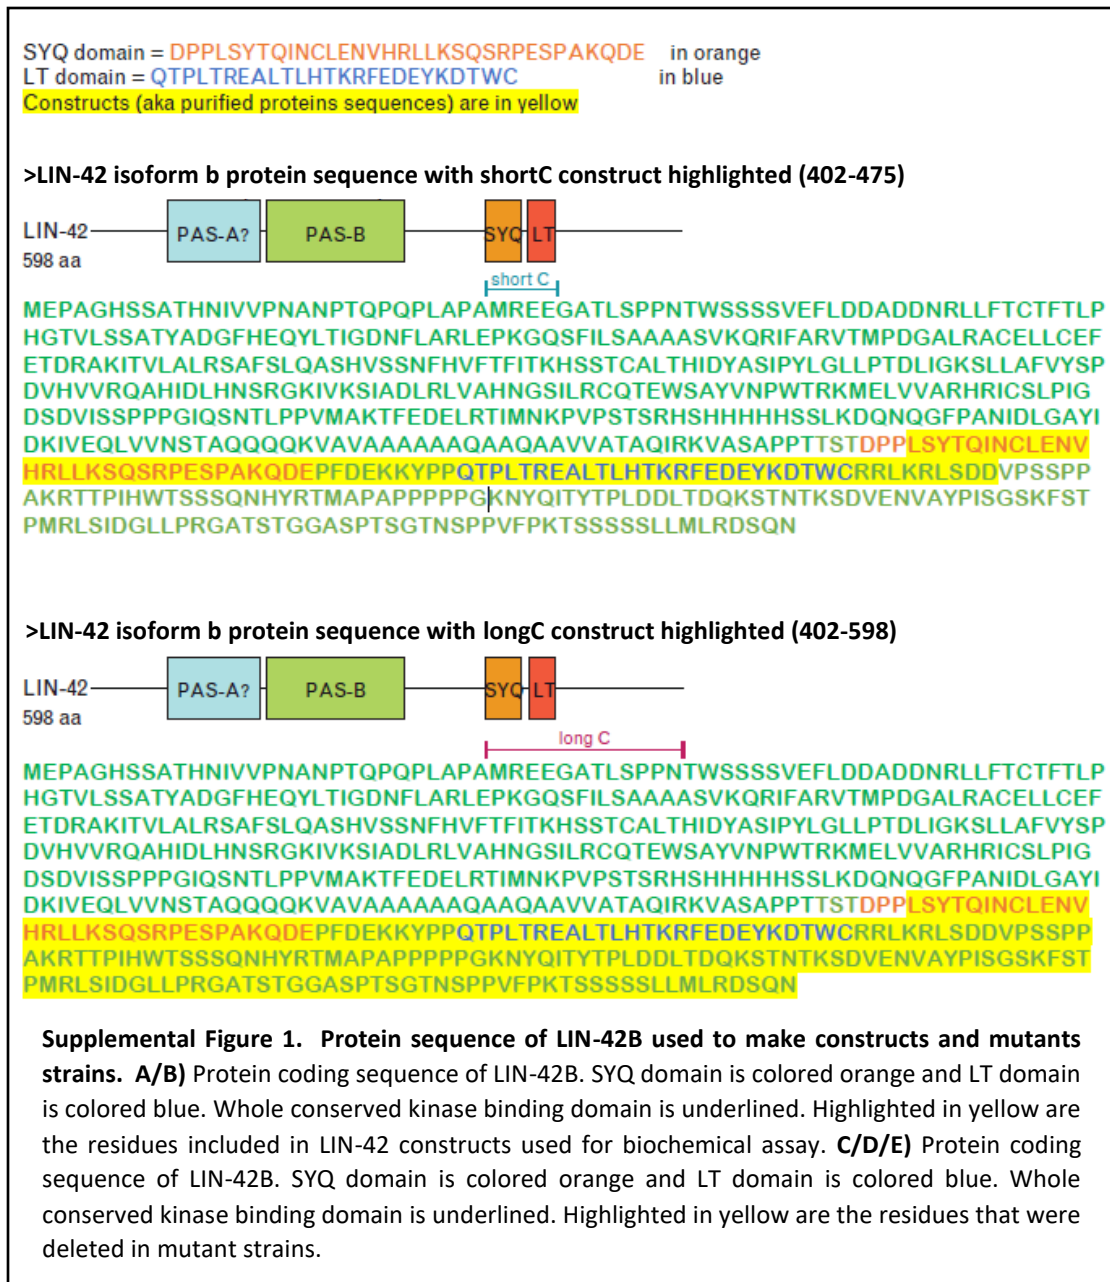 SYQ domain = DPPLSYTQINCLENVHRLLKSQSRPESPAKQDE in orange
LT domain = QTPLTREALTLHTKRFEDEYKDTWC in blue
Constructs (aka purified proteins sequences) are in yellow
>LIN-42 isoform b protein sequence with shortC construct highlighted (402-475)
LIN-42 PAS-A? PAS-B SYQ LT
598 aa
short C
MEPAGHSSATHNIVVPNANPTQPQPLAPAMREEGATLSPPNTWSSSSVEFLDDADDNRLLFTCTFTLP
HGTVLSSATYADGFHEQYLTIGDNFLARLEPKGQSFILSAAAASVKQRIFARVTMPDGALRACELLCEF
ETDRAKITVLALRSAFSLQASHVSSNFHVFTFITKHSSTCALTHIDYASIPYLGLLPTDLIGKSLLAFVYSP
DVHVVRQAHIDLHNSRGKIVKSIADLRLVAHNGSILRCQTEWSAYVNPWTRKMELVVARHRICSLPIG
DSDVISSPPPGIQSNTLPPVMAKTFEDELRTIMNKPVPSTSRHSHHHHHSSLKDQNQGFPANIDLGAYI
DKIVEQLVVNSTAQQQQKVAVAAAAAAQAAQAAVVATAQIRKVASAPPTTSTDPPLSYTQINCLENV
HRLLKSQSRPESPAKQDEPFDEKKYPPQTPLTREALTLHTKRFEDEYKDTWCRRLKRLSDDVPSSPP
AKRTTPIHWTSSSQNHYRTMAPAPPPPPGKNYQITYTPLDDLTDQKSTNTKSDVENVAYPISGSKFST
PMRLSIDGLLPRGATSTGGASPTSGTNSPPVFPKTSSSSSLLMLRDSQN
>LIN-42 isoform b protein sequence with longC construct highlighted (402-598)
LIN-42 PAS-A? PAS-B SYQ LT
598 aa
long C
MEPAGHSSATHNIVVPNANPTQPQPLAPAMREEGATLSPPNTWSSSSVEFLDDADDNRLLFTCTFTLP
HGTVLSSATYADGFHEQYLTIGDNFLARLEPKGQSFILSAAAASVKQRIFARVTMPDGALRACELLCEF
ETDRAKITVLALRSAFSLQASHVSSNFHVFTFITKHSSTCALTHIDYASIPYLGLLPTDLIGKSLLAFVYSP
DVHVVRQAHIDLHNSRGKIVKSIADLRLVAHNGSILRCQTEWSAYVNPWTRKMELVVARHRICSLPIG
DSDVISSPPPGIQSNTLPPVMAKTFEDELRTIMNKPVPSTSRHSHHHHHSSLKDQNQGFPANIDLGAYI
DKIVEQLVVNSTAQQQQKVAVAAAAAAQAAQAAVVATAQIRKVASAPPTTSTDPPLSYTQINCLENV
HRLLKSQSRPESPAKQDEPFDEKKYPPQTPLTREALTLHTKRFEDEYKDTWCRRLKRLSDDVPSSPP
AKRTTPIHWTSSSQNHYRTMAPAPPPPPGKNYQITYTPLDDLTDQKSTNTKSDVENVAYPISGSKFST
PMRLSIDGLLPRGATSTGGASPTSGTNSPPVFPKTSSSSSLLMLRDSQN
Supplemental Figure 1. Protein sequence of LIN-42B used to make constructs and mutants
strains. A/B) Protein coding sequence of LIN-42B. SYQ domain is colored orange and LT domain
is colored blue. Whole conserved kinase binding domain is underlined. Highlighted in yellow are
the residues included in LIN-42 constructs used for biochemical assay. C/D/E) Protein coding
sequence of LIN-42B. SYQ domain is colored orange and LT domain is colored blue. Whole
conserved kinase binding domain is underlined. Highlighted in yellow are the residues that were
deleted in mutant strains.